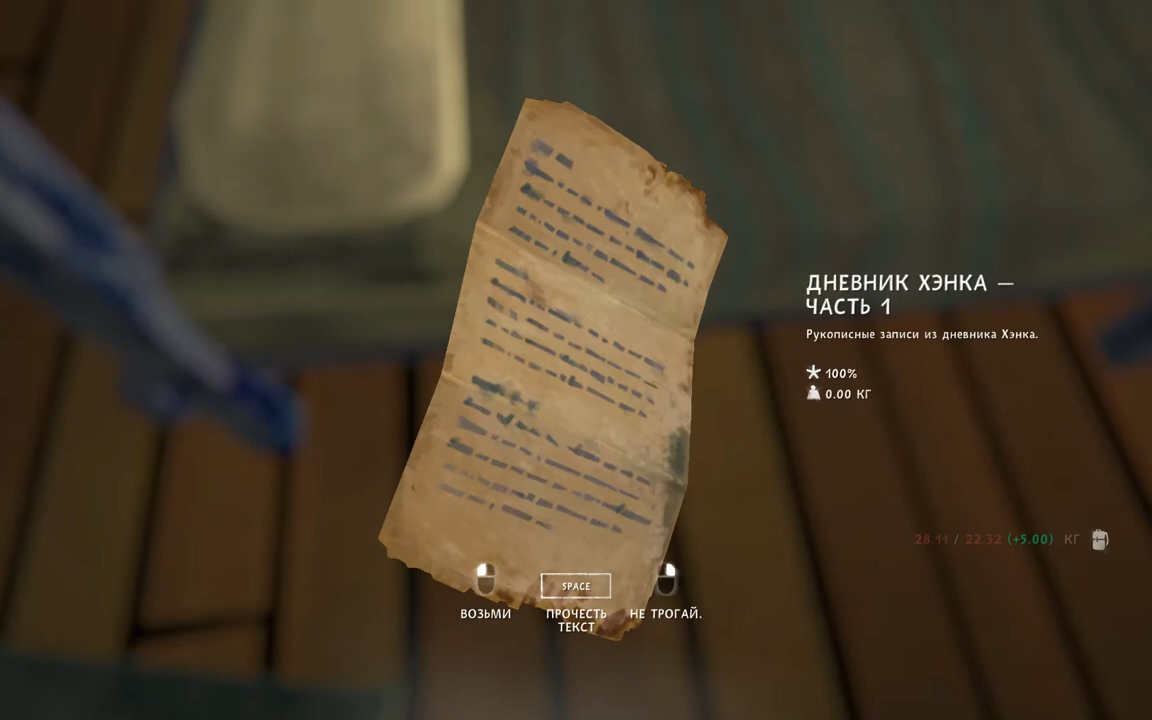 ДНЕВНИК ХЭНКА —
ЧАСТЬ 1
Рукописные записи из дневника Хэнка.
100%
0.00 КГ
28.11 / 22.32 (+5.00) КГ
SPACE
ВОЗЬМИ
ПРОЧЕСТЬ
ТЕКСТ
НЕ ТРОГАЙ.